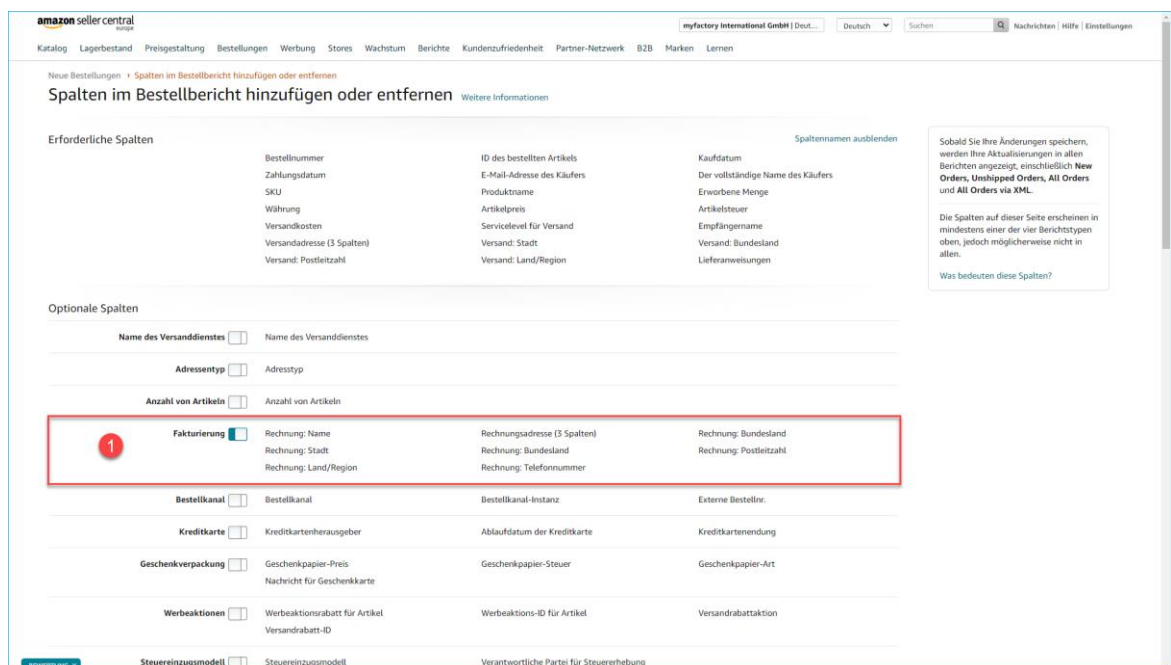 amazon seller central
europe
myfactory International GmbH | Deut... Deutsch Suchen Nachrichten | Hilfe | Einstellungen
Katalog Lagerbestand Preisgestaltung Bestellungen Werbung Stores Wachstum Berichte Kundenzufriedenheit Partner-Netzwerk B2B Marken Lernen
Neue Bestellungen › Spalten im Bestellbericht hinzufügen oder entfernen
Spalten im Bestellbericht hinzufügen oder entfernen Weitere Informationen
Erforderliche Spalten Spaltennamen ausblenden
Bestellnummer ID des bestellten Artikels Kaufdatum
Zahlungsdatum E-Mail-Adresse des Käufers Der vollständige Name des Käufers
SKU Produktname Erworbene Menge
Währung Artikelpreis Artikelsteuer
Versandkosten Servicelevel für Versand Empfängername
Versandadresse (3 Spalten) Versand: Stadt Versand: Bundesland
Versand: Postleitzahl Versand: Land/Region Lieferanweisungen
Sobald Sie Ihre Änderungen speichern,
werden Ihre Aktualisierungen in allen
Berichten angezeigt, einschließlich New
Orders, Unshipped Orders, All Orders
und All Orders via XML.
Die Spalten auf dieser Seite erscheinen in
mindestens einer der vier Berichtstypen
oben, jedoch möglicherweise nicht in
allen.
Was bedeuten diese Spalten?
Optionale Spalten
Name des Versanddienstes Name des Versanddienstes
Adressentyp Adresstyp
Anzahl von Artikeln Anzahl von Artikeln
1
Fakturierung Rechnung: Name Rechnungsadresse (3 Spalten) Rechnung: Bundesland
Rechnung: Stadt Rechnung: Bundesland Rechnung: Postleitzahl
Rechnung: Land/Region Rechnung: Telefonnummer
Bestellkanal Bestellkanal Bestellkanal-Instanz Externe Bestellnr.
Kreditkarte Kreditkartenherausgeber Ablaufdatum der Kreditkarte Kreditkartenendung
Geschenkverpackung Geschenkpapier-Preis Geschenkpapier-Steuer Geschenkpapier-Art
Nachricht für Geschenkkarte
Werbeaktionen Werbeaktionsrabatt für Artikel Werbeaktions-ID für Artikel Versandrabattaktion
Versandrabatt-ID
Steuereinzugsmodell Steuereinzugsmodell Verantwortliche Partei für Steuererhebung